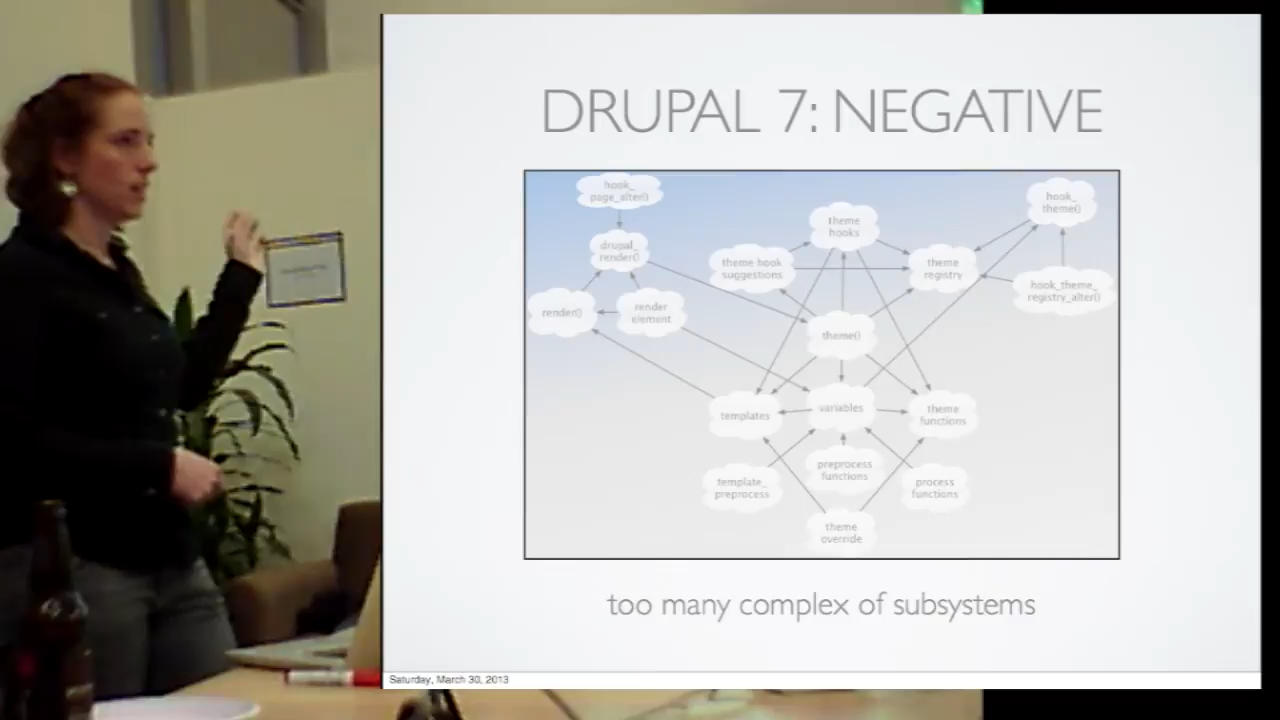 DRUPAL 7: NEGATIVE
hook_
page_alter()
hook_
theme()
theme
hooks
drupal_
render()
theme hook
suggestions
theme
registry
hook_theme_
registry_alter()
render()
render
element
theme()
templates
variables
theme
functions
preprocess
functions
template_
preprocess
process
functions
theme
override
too many complex of subsystems
Saturday, March 30, 2013